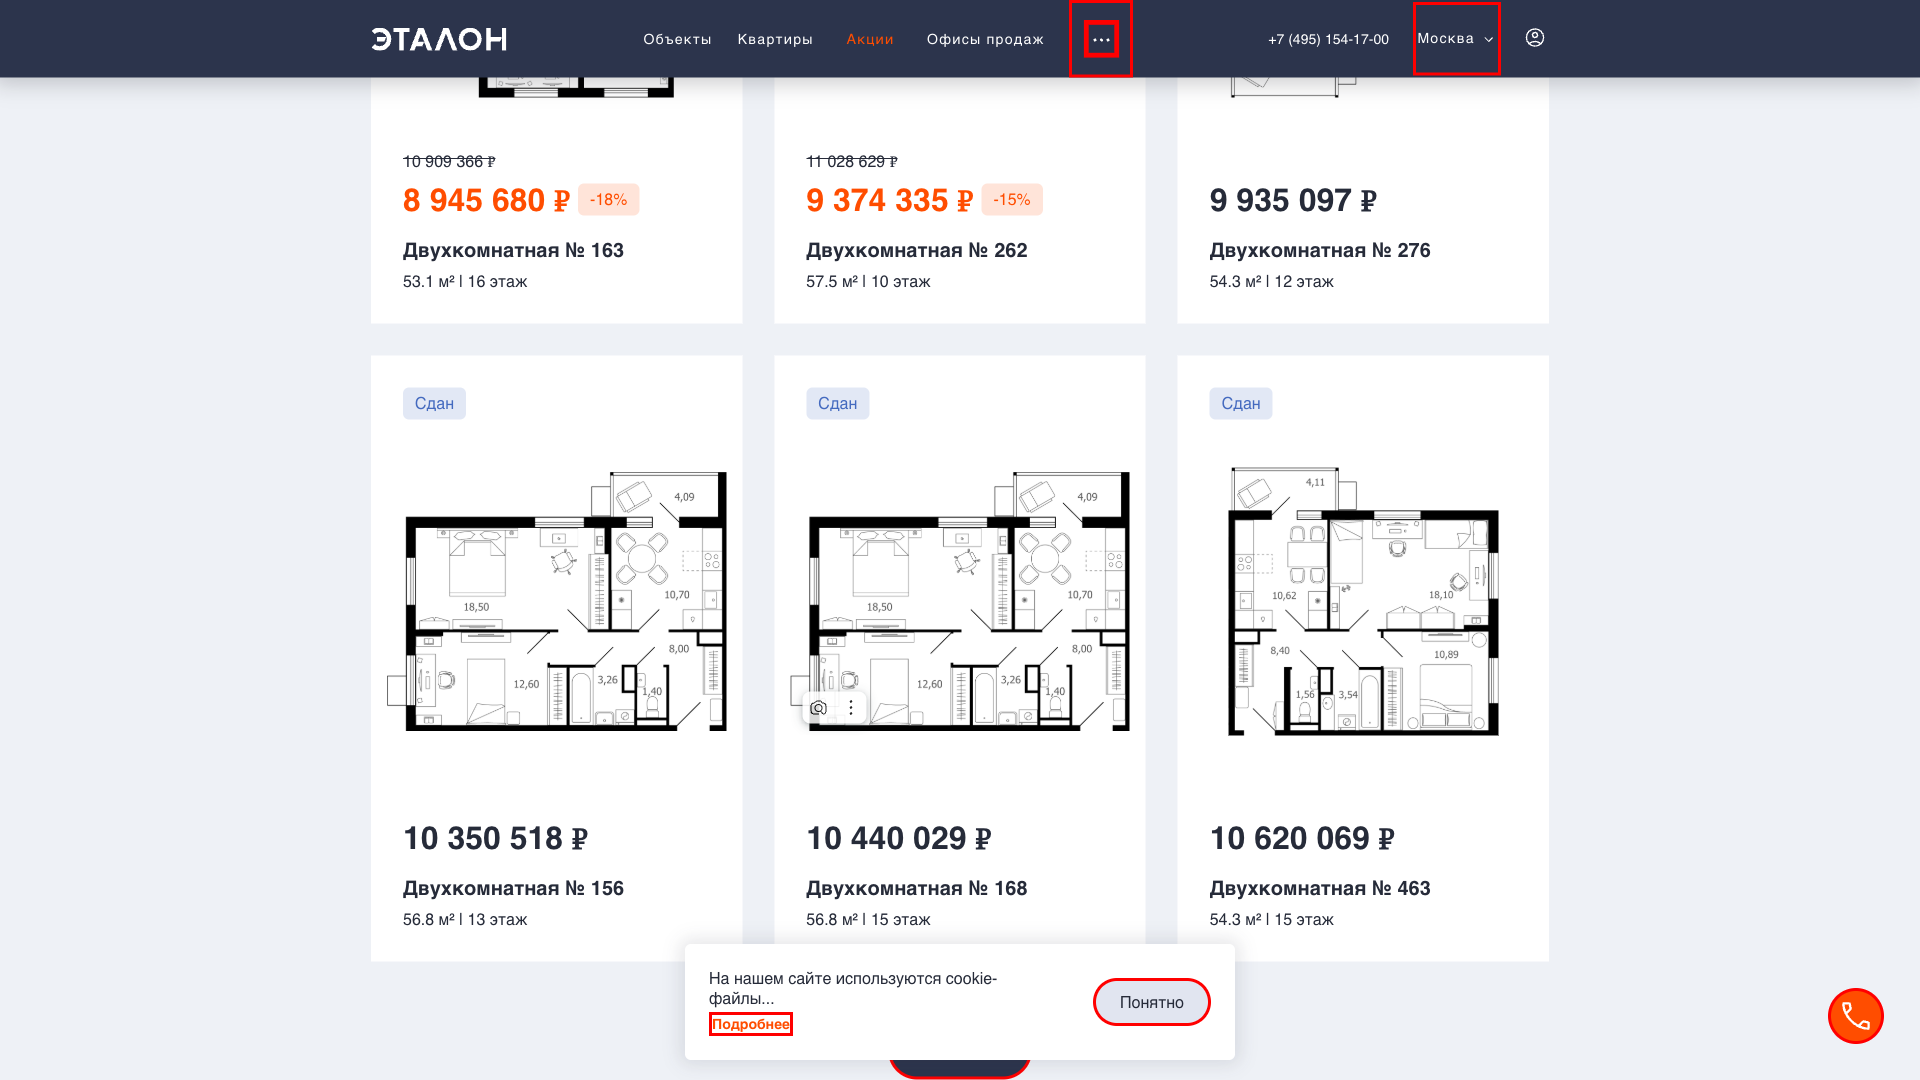 ЭТАЛОН
Объекты
Квартиры
Акции
Офисы продаж
...
+7 (495) 154-17-00
Москва
10 909 366 ₽
8 945 680 ₽
-18%
Двухкомнатная № 163
53.1 м² | 16 этаж
11 028 629 ₽
9 374 335 ₽
-15%
Двухкомнатная № 262
57.5 м² | 10 этаж
9 935 097 ₽
Двухкомнатная № 276
54.3 м² | 12 этаж
Сдан
4,09
18,50
10,70
8,00
12,60
3,26
1,40
10 350 518 ₽
Двухкомнатная № 156
56.8 м² | 13 этаж
Сдан
4,09
18,50
10,70
8,00
12,60
3,26
1,40
10 440 029 ₽
Двухкомнатная № 168
56.8 м² | 15 этаж
Сдан
4,11
10,62
18,10
8,40
10,89
1,56
3,54
10 620 069 ₽
Двухкомнатная № 463
54.3 м² | 15 этаж
На нашем сайте используются cookie-
файлы...
Подробнее
Понятно